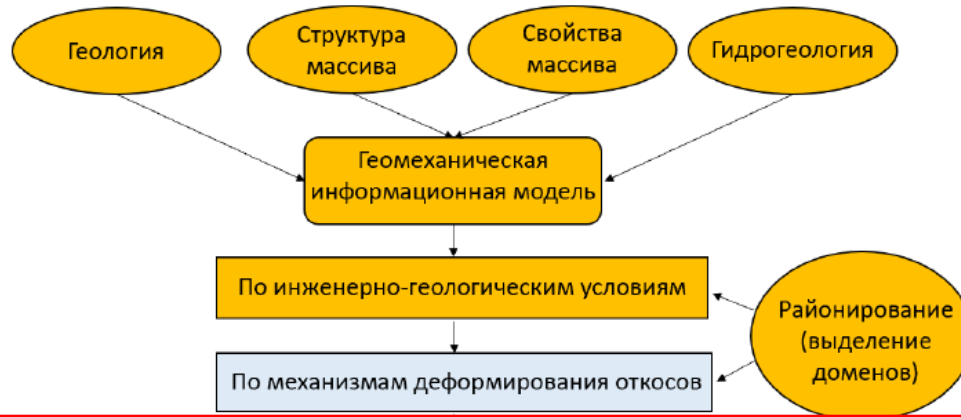 Геология
Структура
массива
Свойства
массива
Гидрогеология
Геомеханическая
информационная модель
По инженерно-геологическим условиям
Районирование
(выделение
доменов)
По механизмам деформирования откосов